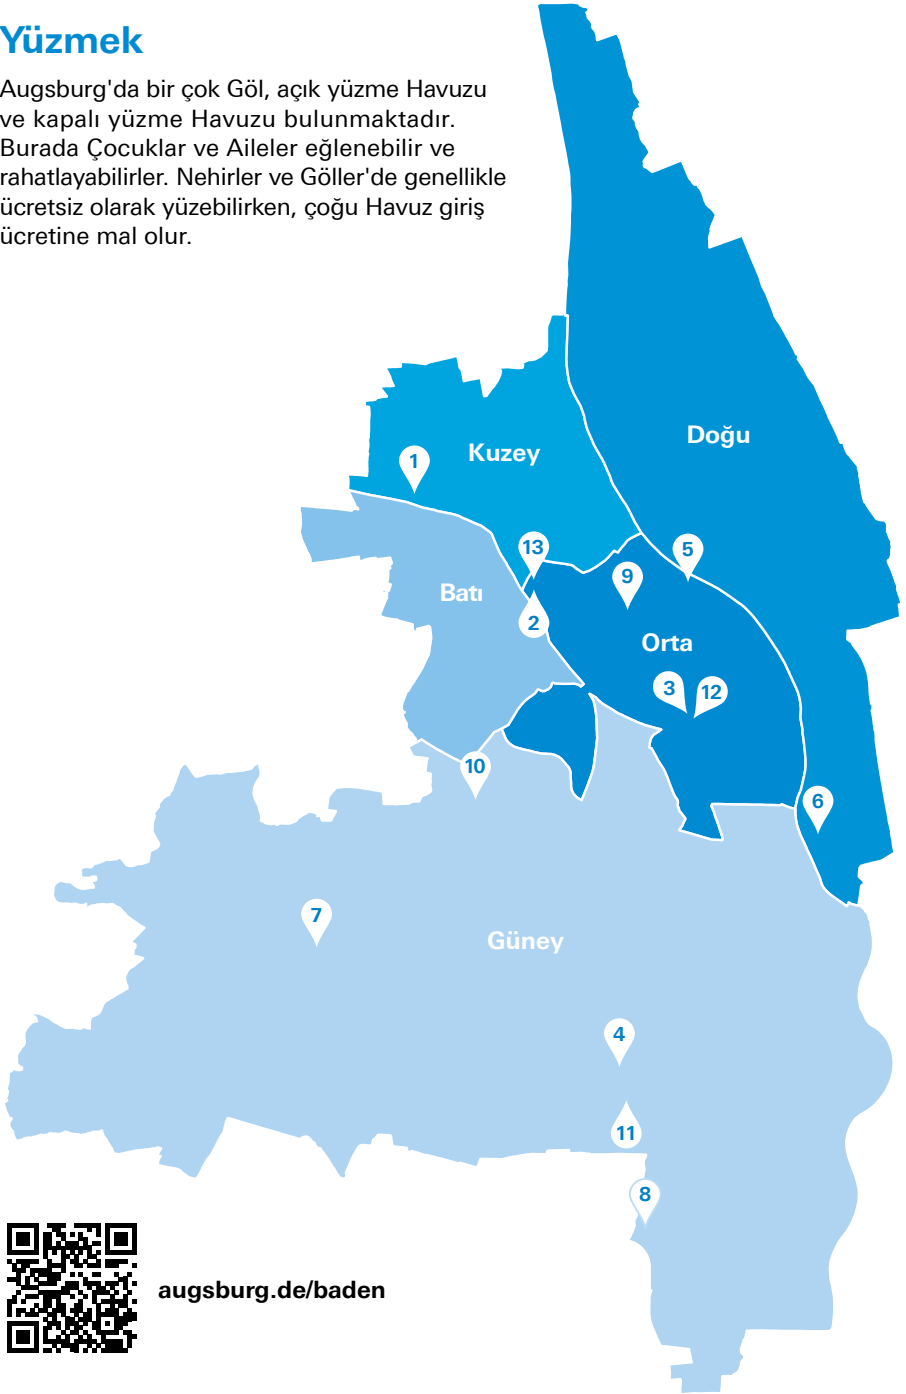 Yüzmek
Augsburg'da bir çok Göl, açık yüzme Havuzu
ve kapalı yüzme Havuzu bulunmaktadır.
Burada Çocuklar ve Aileler eğlenebilir ve
rahatlayabilirler. Nehirler ve Göller'de genellikle
ücretsiz olarak yüzebilirken, çoğu Havuz giriş
ücretine mal olur.
Doğu
Kuzey
1
13
5
9
Batı
2
Orta
3
12
10
6
7
Güney
4
11
8
augsburg.de/baden